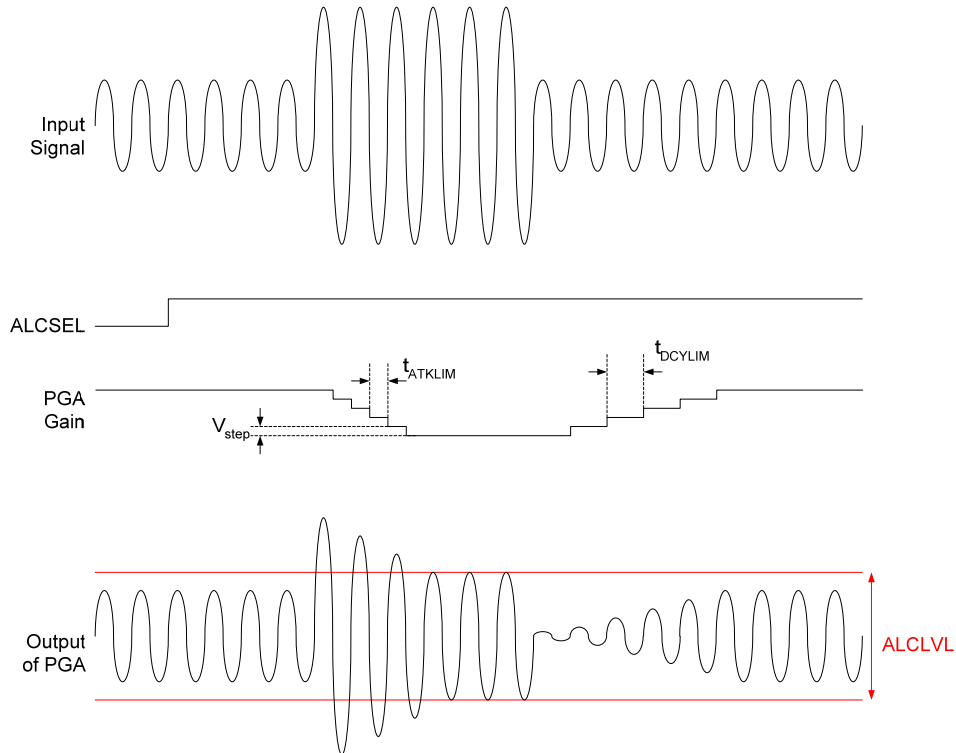 Input
Signal
ALCSEL
tATKLIM
tDCYLIM
PGA
Gain
Vstep
Output
of PGA
ALCLVL